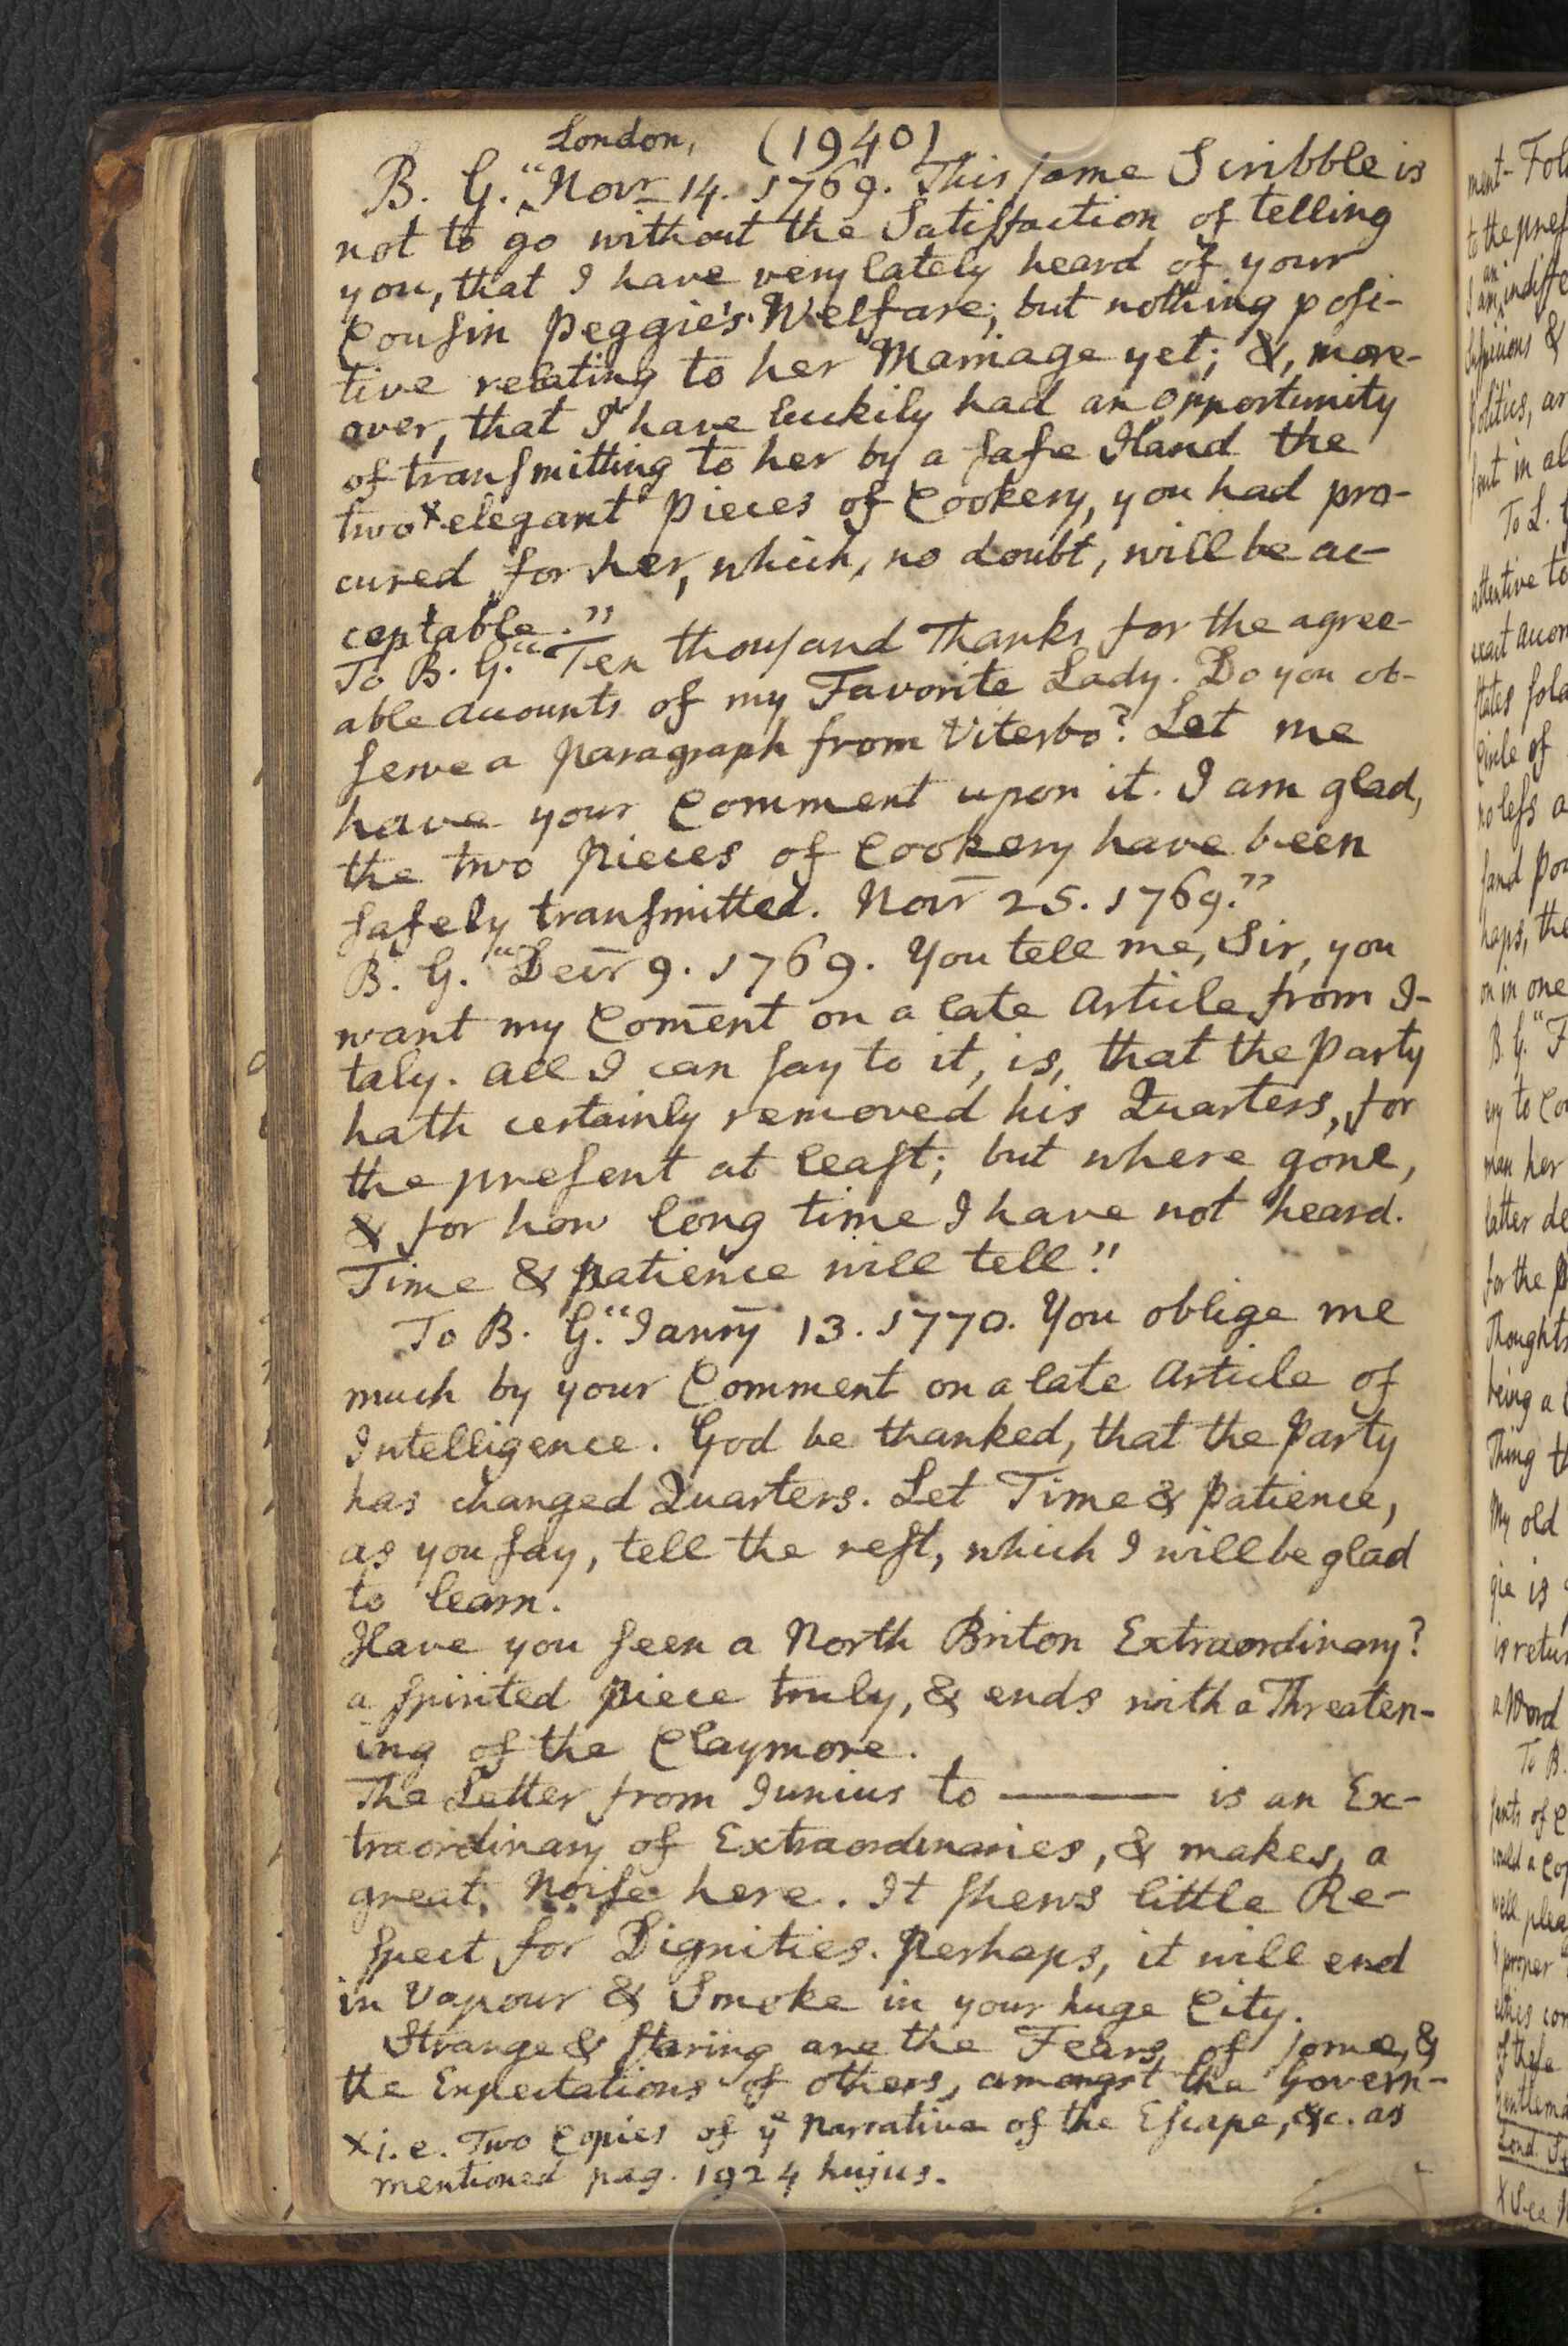 London, (1940)
B. G. "Novr 14. 1769. This same Scribble is
not to go without the Satisfaction of telling
you, that I have very lately heard of your
Cousin Peggie's Welfare; but nothing posi-
tive relating to her Marriage yet; &, more-
over, that I have luckily had an opportunity
of transmitting to her by a safe Hand the
two x elegant Pieces of Cookery, you had pro-
cured for her, which, no doubt, will be ac-
ceptable."
To B. G. "Ten thousand Thanks for the agree-
able accounts of my Favorite Lady. Do you ob-
serve a Paragraph from Viterbo? Let me
have your Comment upon it. I am glad,
the two Pieces of Cookery have been
safely transmitted. Novr 25. 1769."
B. G. "Decr 9. 1769. You tell me, Sir, you
want my Com̄ent on a late Article from I-
taly. All I can say to it, is, that the Party
hath certainly removed his Quarters, for
the present at least; but where gone,
& for how long time I have not heard.
Time & Patience will tell"
To B. G. "Janry 13. 1770. You oblige me
much by your Comment on a late Article of
Intelligence. God be thanked, that the Party
has changed Quarters. Let Time & Patience,
as you say, tell the rest, which I will be glad
to learn.
Have you seen a North Briton Extraordinary?
a spirited Piece truly, & ends with a Threaten-
ing of the Claymore.
The Letter from Junius to ——— is an Ex-
traordinary of Extraordinaries, & makes, a
great, Noise here. It shews little Re-
spect for Dignities. Perhaps, it will end
in Vapour & Smoke in your huge City.
Strange & staring are the Fears of some, &
the Expectations of others, amongst the Govern-
x i.e. Two Copies of ye Narrative of the Escape, &c. as
mentioned pag. 1924 hujus.